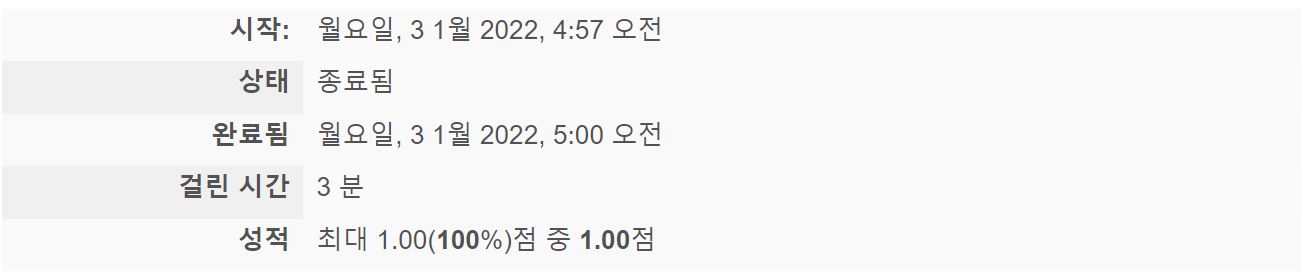 시작: 월요일, 3 1월 2022, 4:57 오전
상태 종료됨
완료됨 월요일, 3 1월 2022, 5:00 오전
걸린 시간 3 분
성적 최대 1.00(100%)점 중 1.00점